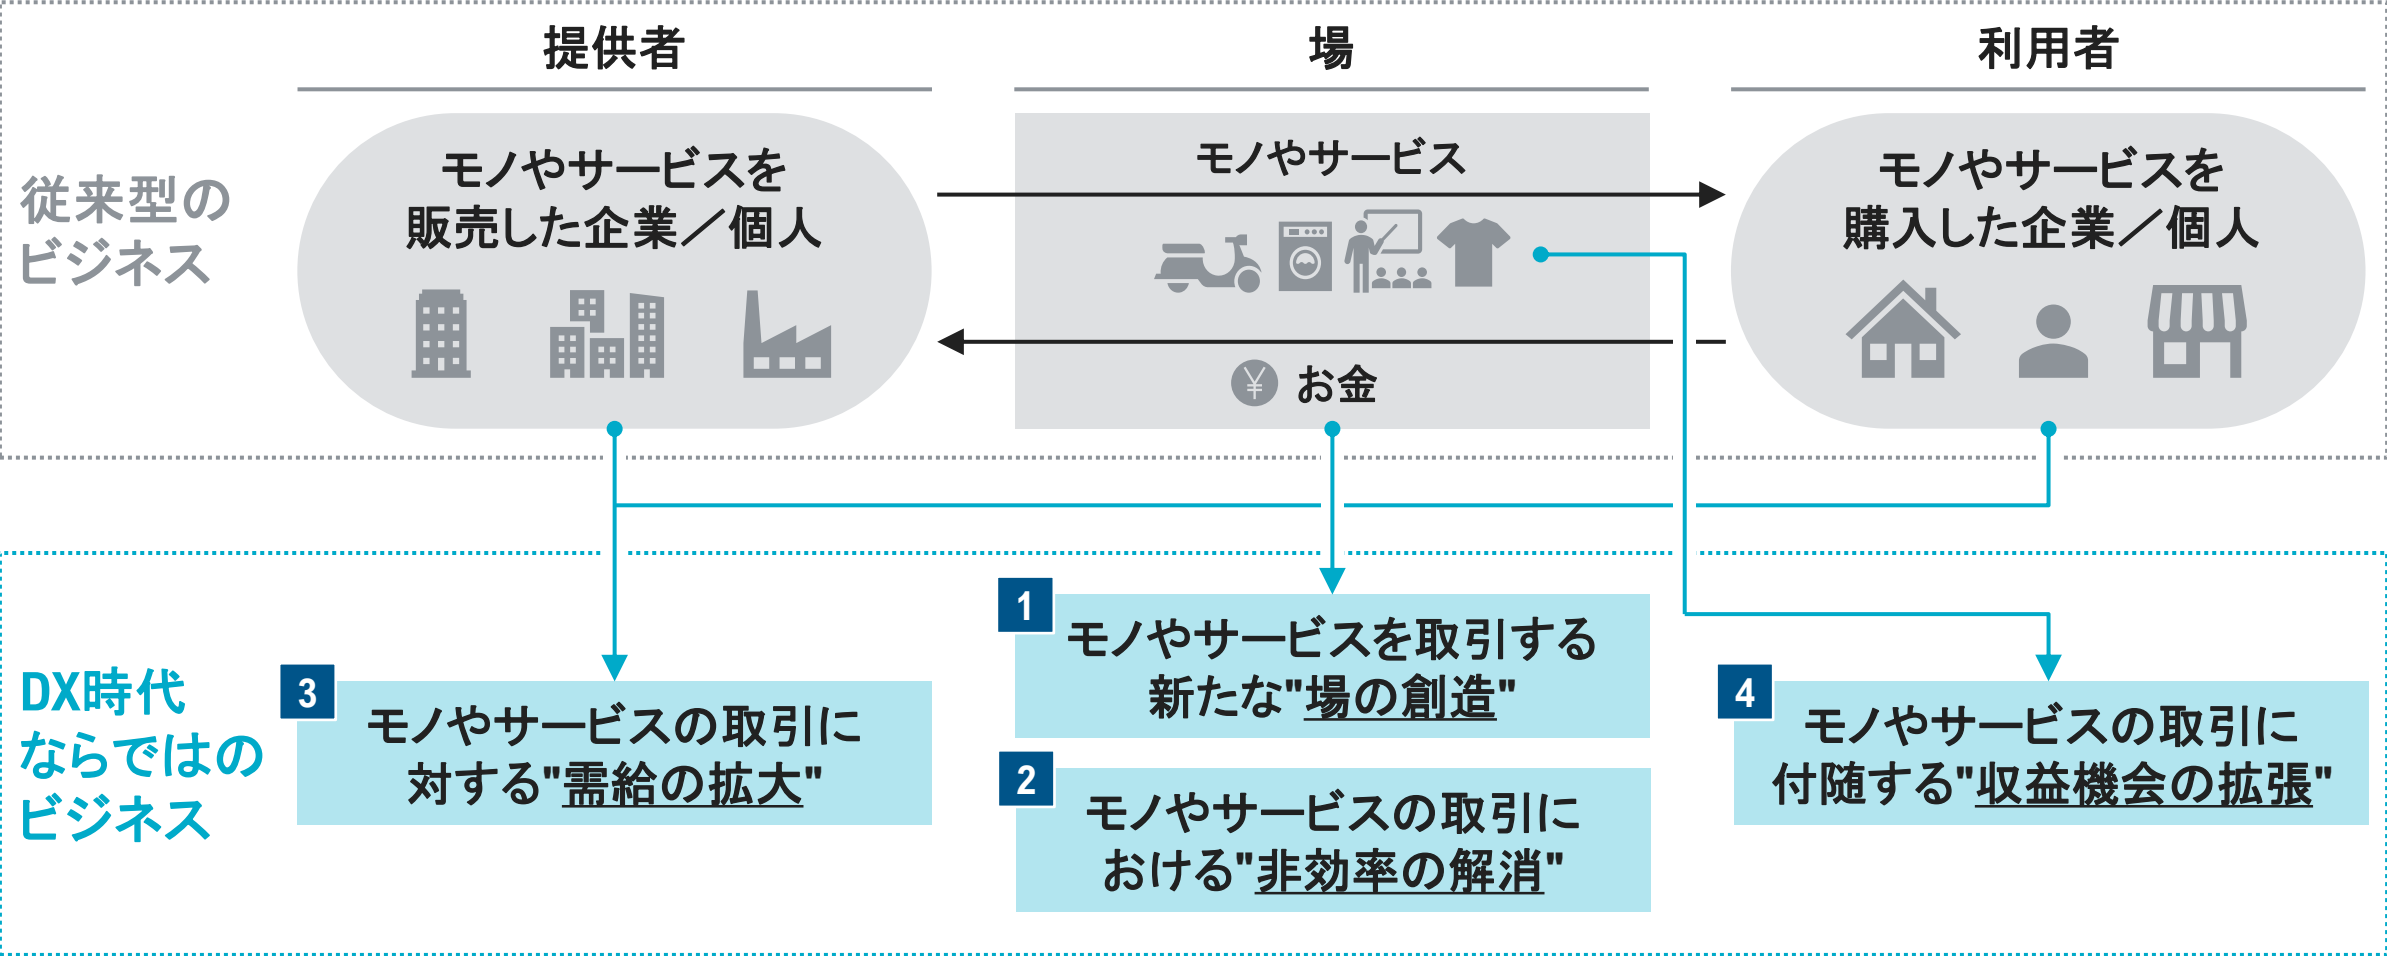 提供者
場
利用者
従来型の
ビジネス
モノやサービスを
販売した企業／個人
モノやサービス
¥ お金
モノやサービスを
購入した企業／個人
DX時代
ならではの
ビジネス
1
モノやサービスを取引する
新たな"場の創造"
2
モノやサービスの取引に
おける"非効率の解消"
3
モノやサービスの取引に
対する"需給の拡大"
4
モノやサービスの取引に
付随する"収益機会の拡張"